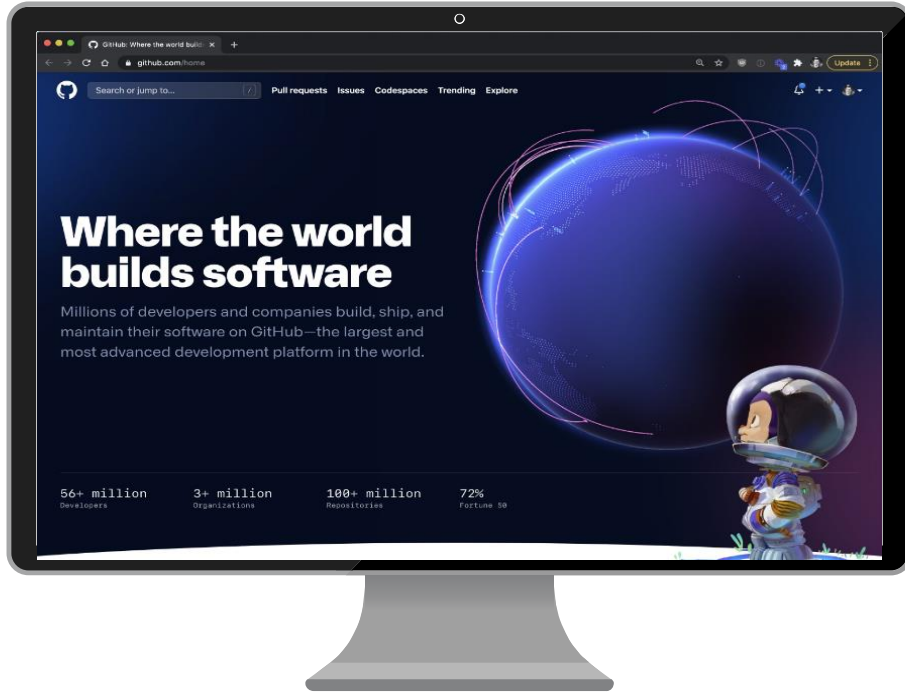 GitHub: Where the world build
github.com/home
Update
Search or jump to...
/
Pull requests Issues Codespaces Trending Explore
Where the world
builds software
Millions of developers and companies build, ship, and
maintain their software on GitHub—the largest and
most advanced development platform in the world.
56+ million 3+ million 100+ million 72%
Developers Organizations Repositories Fortune 50